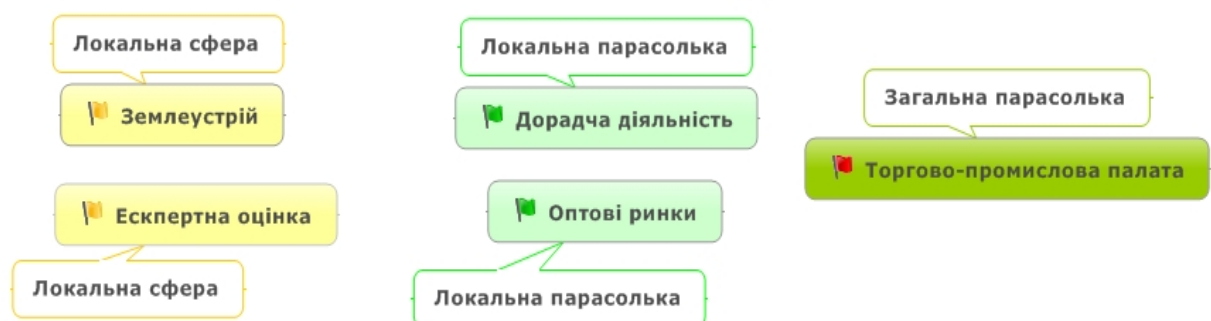 Локальна сфера
Землеустрій
Ескпертна оцінка
Локальна сфера
Локальна парасолька
Дорадча діяльність
Оптові ринки
Локальна парасолька
Загальна парасолька
Торгово-промислова палата